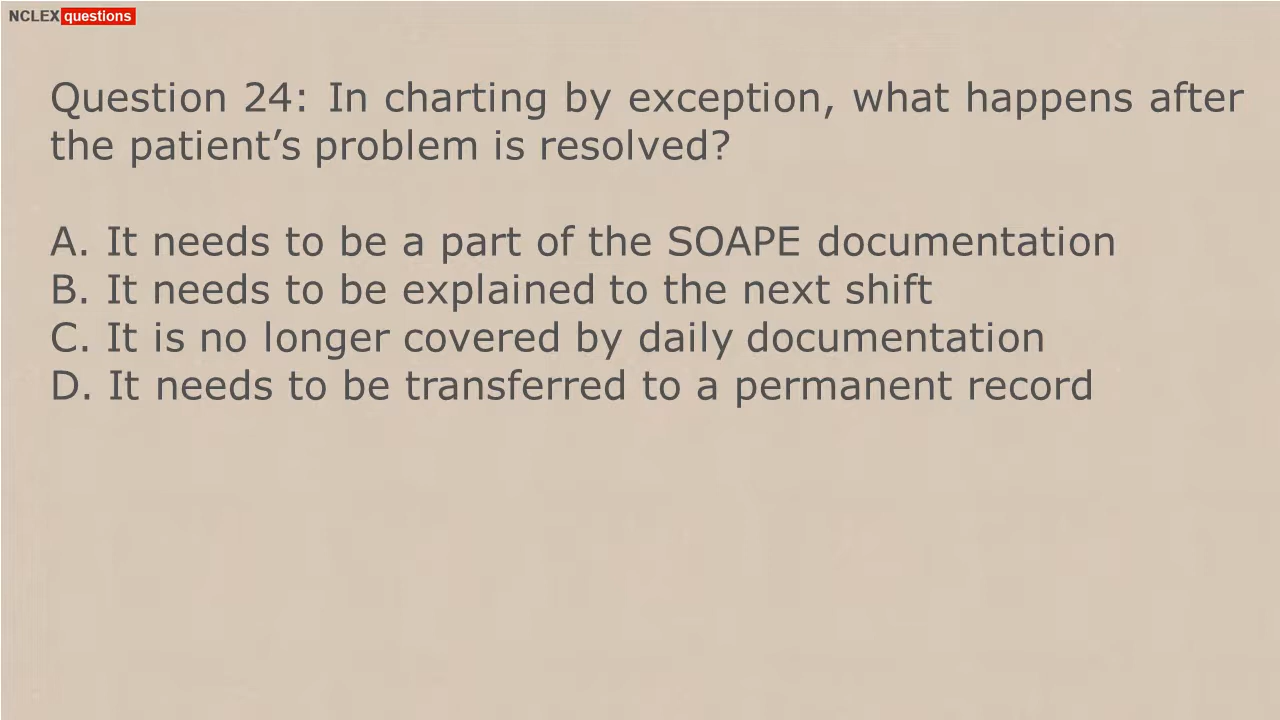 NCLEX questions
Question 24: In charting by exception, what happens after
the patient’s problem is resolved?
A. It needs to be a part of the SOAPE documentation
B. It needs to be explained to the next shift
C. It is no longer covered by daily documentation
D. It needs to be transferred to a permanent record